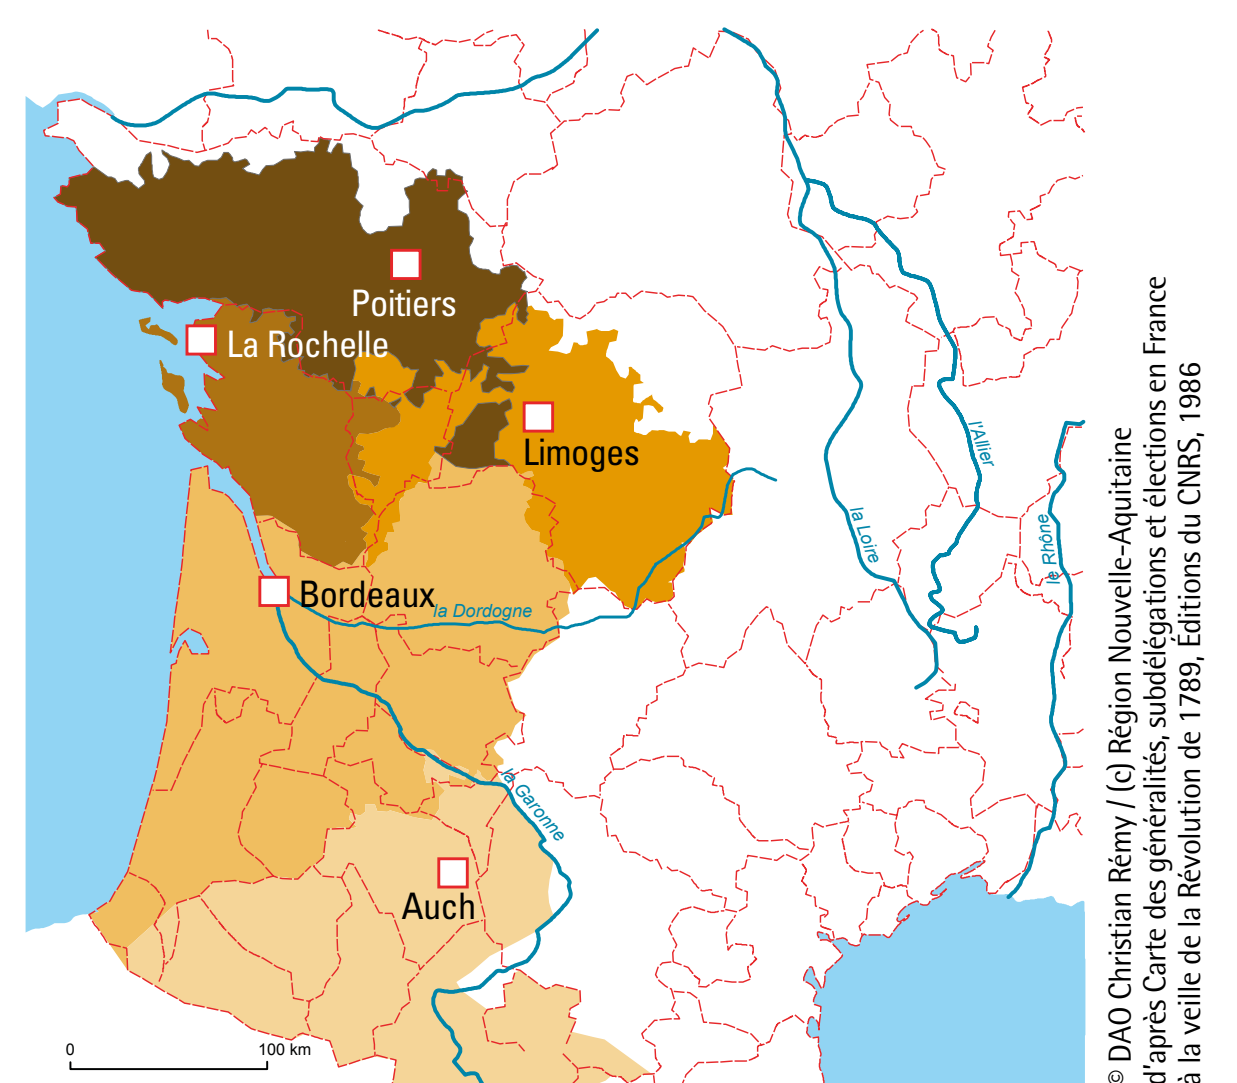 Poitiers
La Rochelle
Limoges
Bordeaux
Auch
la Dordogne
la Garonne
la Loire
l'Allier
le Rhône
0
100 km
© DAO Christian Rémy / (c) Région Nouvelle-Aquitaine
d'après Carte des généralités, subdélégations et élections en France
à la veille de la Révolution de 1789, Editions du CNRS, 1986